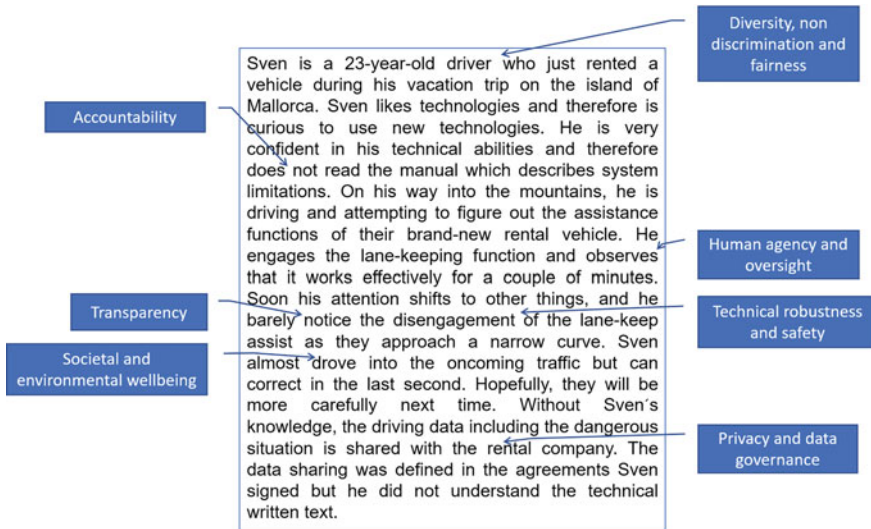 Diversity, non
discrimination and
fairness
Sven is a 23-year-old driver who just rented a
vehicle during his vacation trip on the island of
Mallorca. Sven likes technologies and therefore is
curious to use new technologies. He is very
confident in his technical abilities and therefore
does not read the manual which describes system
limitations. On his way into the mountains, he is
driving and attempting to figure out the assistance
functions of their brand-new rental vehicle. He
engages the lane-keeping function and observes
that it works effectively for a couple of minutes.
Soon his attention shifts to other things, and he
barely notice the disengagement of the lane-keep
assist as they approach a narrow curve. Sven
almost drove into the oncoming traffic but can
correct in the last second. Hopefully, they will be
more carefully next time. Without Sven´s
knowledge, the driving data including the dangerous
situation is shared with the rental company. The
data sharing was defined in the agreements Sven
signed but he did not understand the technical
written text.
Accountability
Transparency
Societal and
environmental wellbeing
Human agency and
oversight
Technical robustness
and safety
Privacy and data
governance